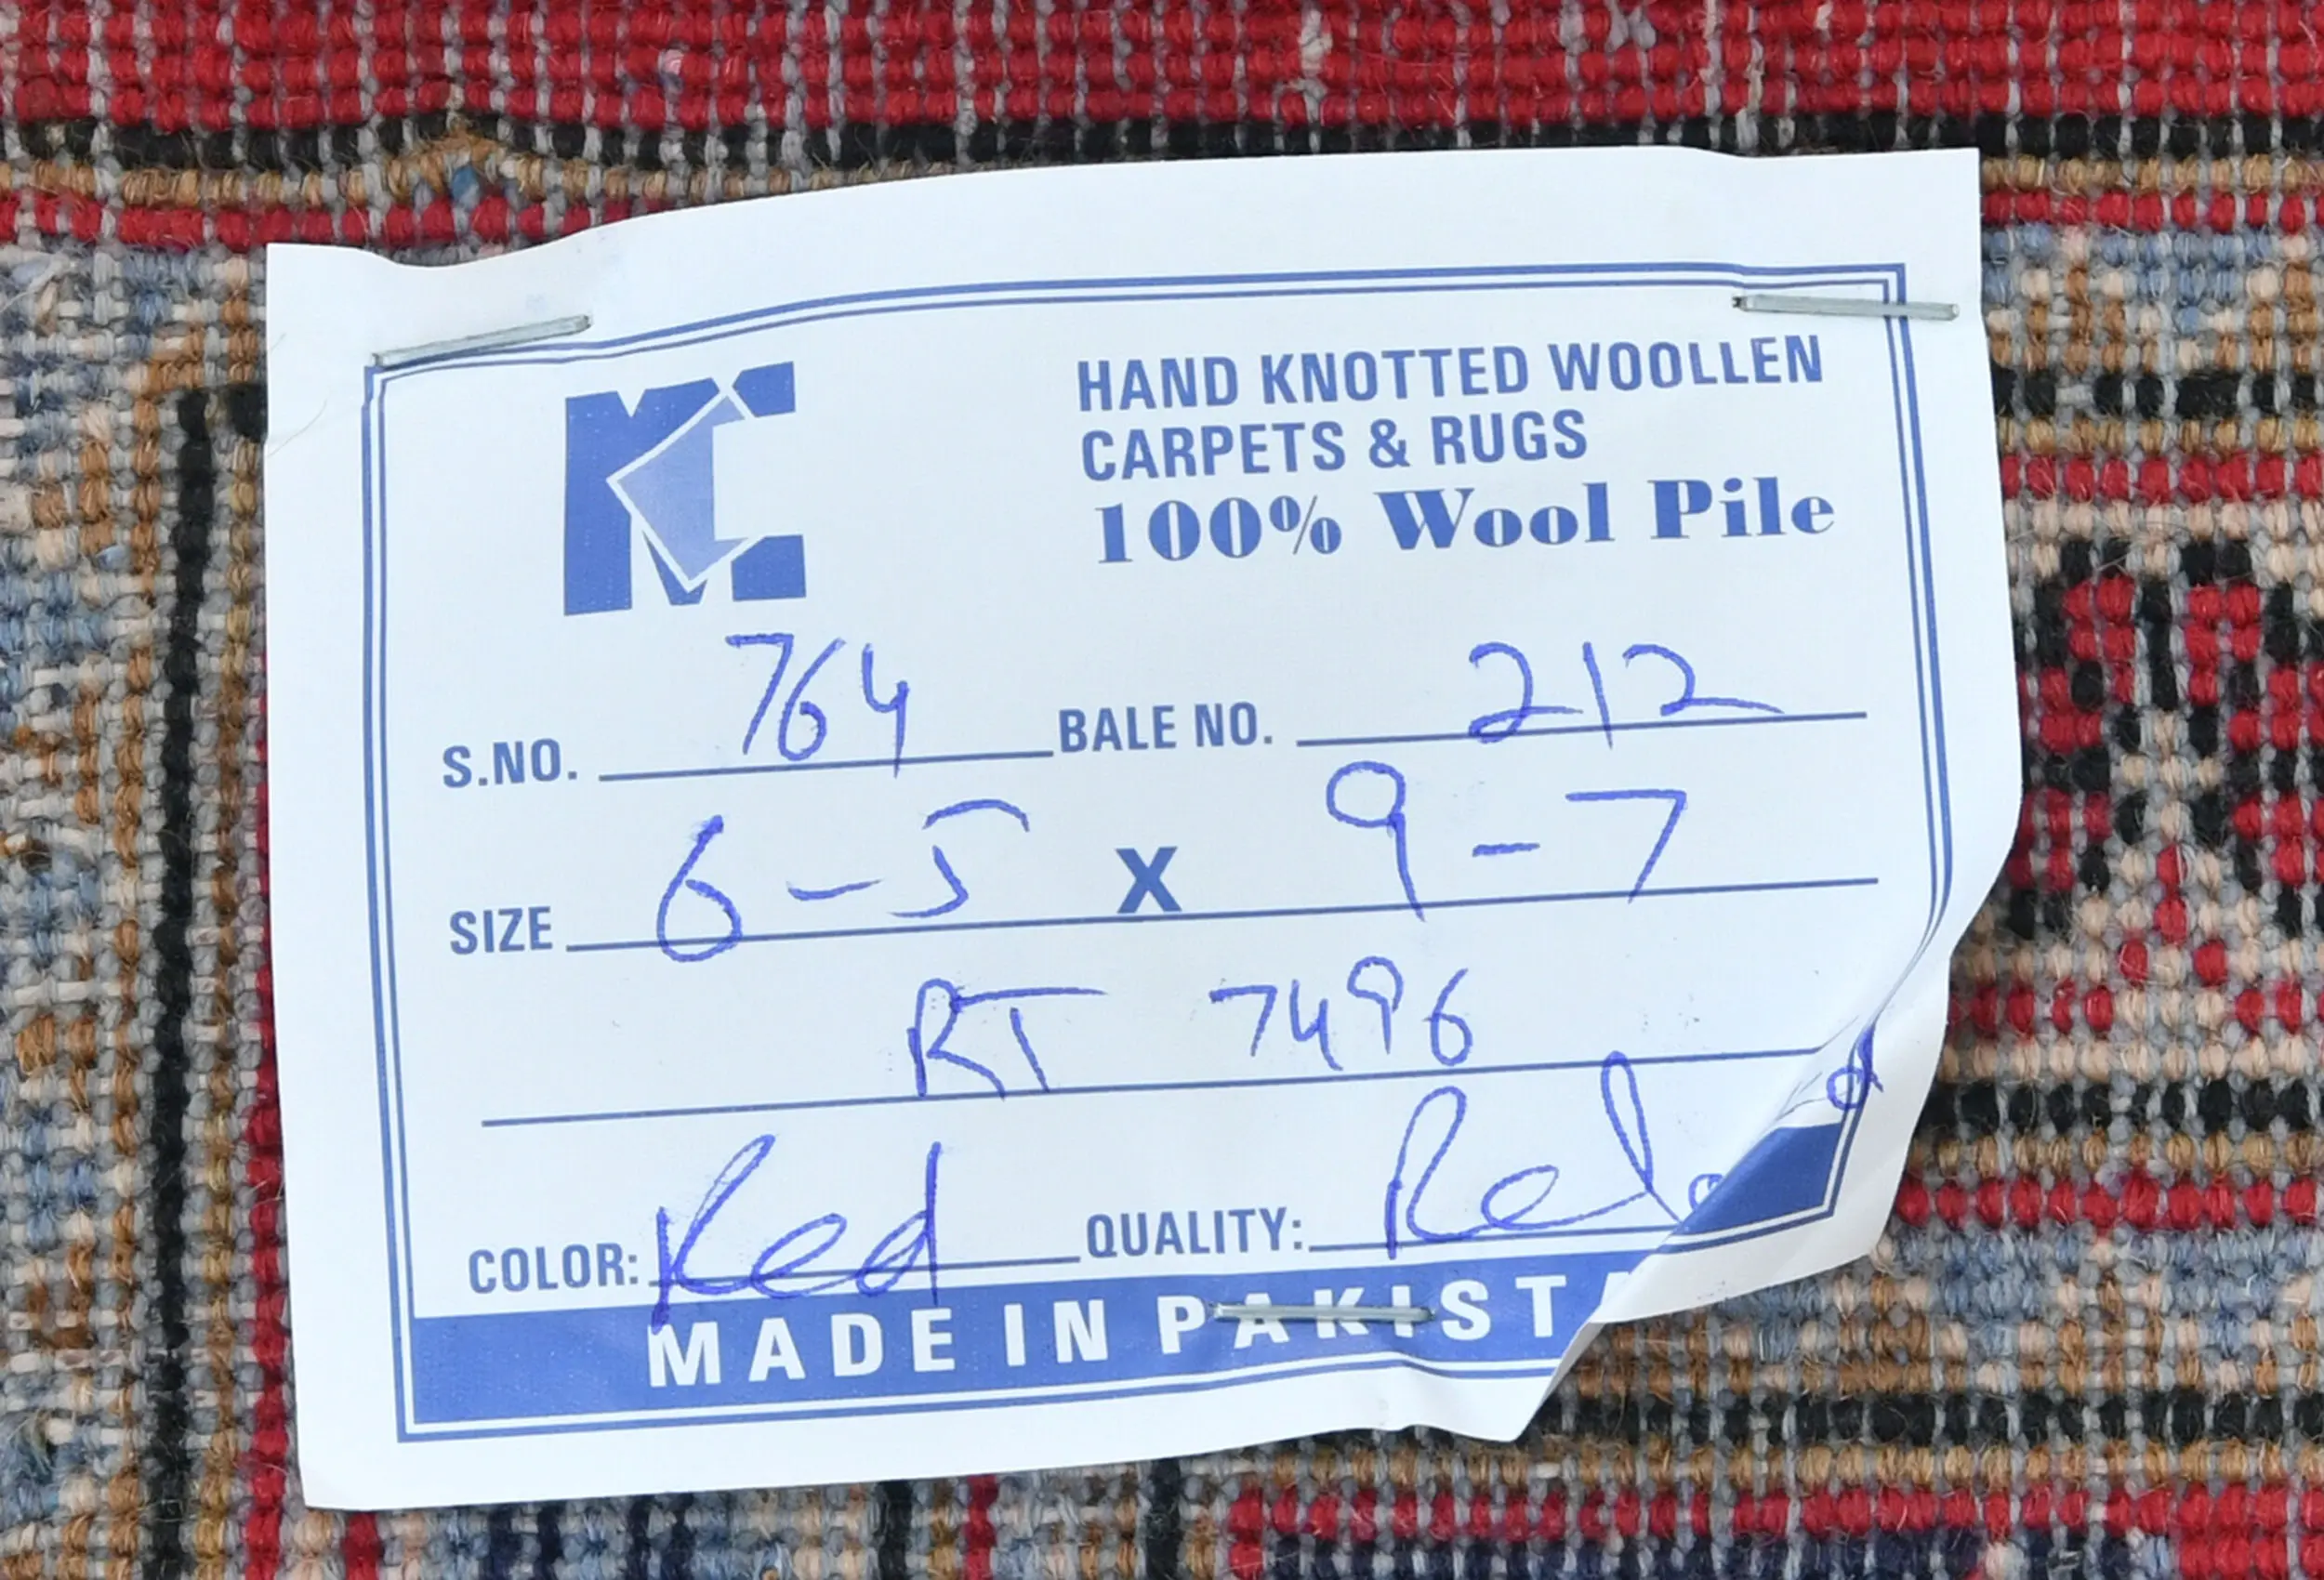 MC
HAND KNOTTED WOOLLEN
CARPETS & RUGS
100% Wool Pile
S.NO. 764 BALE NO. 212
SIZE 6-5 X 9-7
RT 7496
COLOR: Red QUALITY:
MADE IN